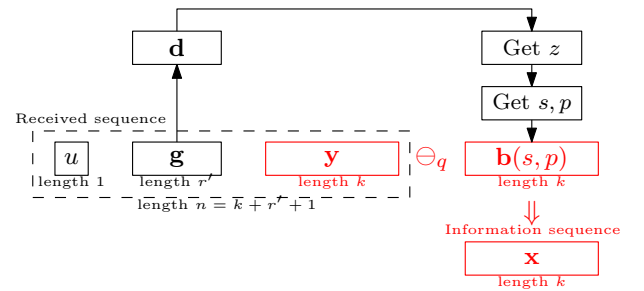 d
Get z
Get s, p
Received sequence
u
g
y
⊖q
b(s, p)
length 1
length r′
length k
length k
length n = k + r′ + 1
⇓
Information sequence
x
length k